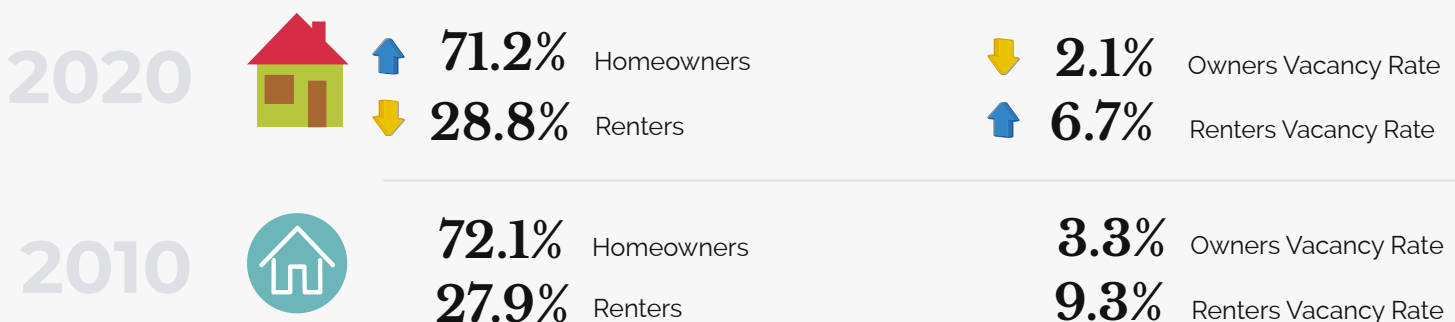 2020
71.2% Homeowners
28.8% Renters
2.1% Owners Vacancy Rate
6.7% Renters Vacancy Rate
2010
72.1% Homeowners
27.9% Renters
3.3% Owners Vacancy Rate
9.3% Renters Vacancy Rate